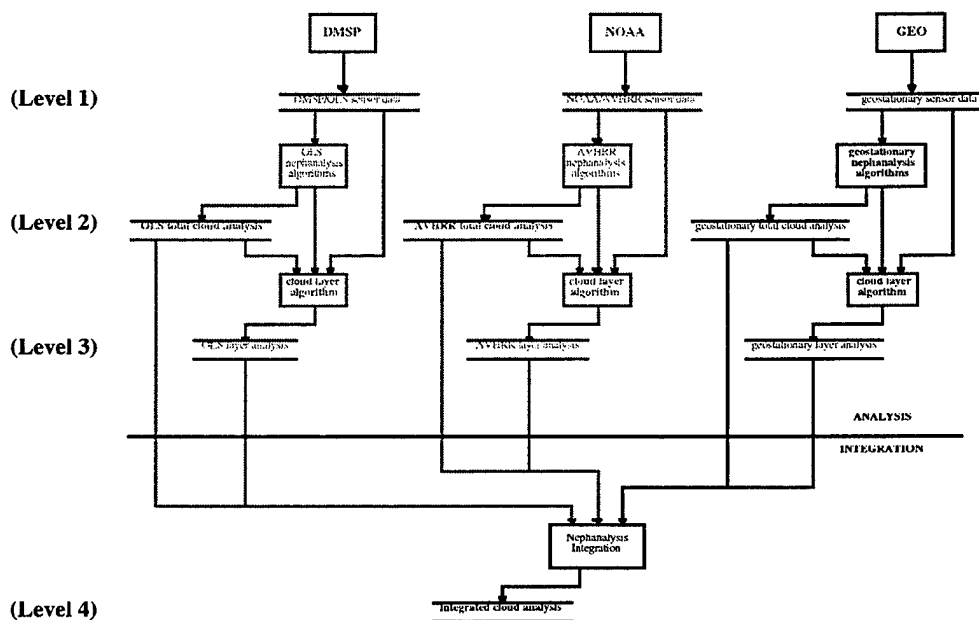 DMSP
NOAA
GEO
(Level 1)
DMSP/OLS sensor data
NOAA/AVHRR sensor data
geostationary sensor data
OLS
nephanalysis
algorithms
AVHRR
nephanalysis
algorithms
geostationary
nephanalysis
algorithms
(Level 2)
OLS total cloud analysis
AVHRR total cloud analysis
geostationary total cloud analysis
cloud layer
algorithm
cloud layer
algorithm
cloud layer
algorithm
(Level 3)
OLS layer analysis
AVHRR layer analysis
geostationary layer analysis
ANALYSIS
INTEGRATION
Nephanalysis
Integration
(Level 4)
Integrated cloud analysis